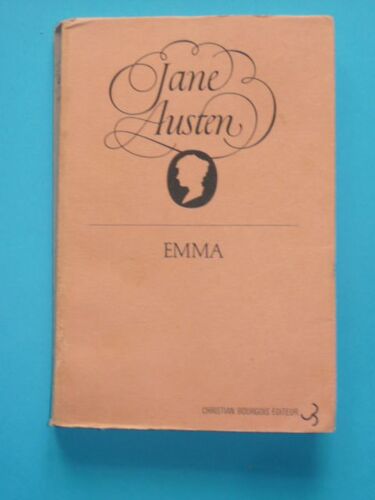 Jane
Austen
EMMA
CHRISTIAN BOURGOIS EDITEUR